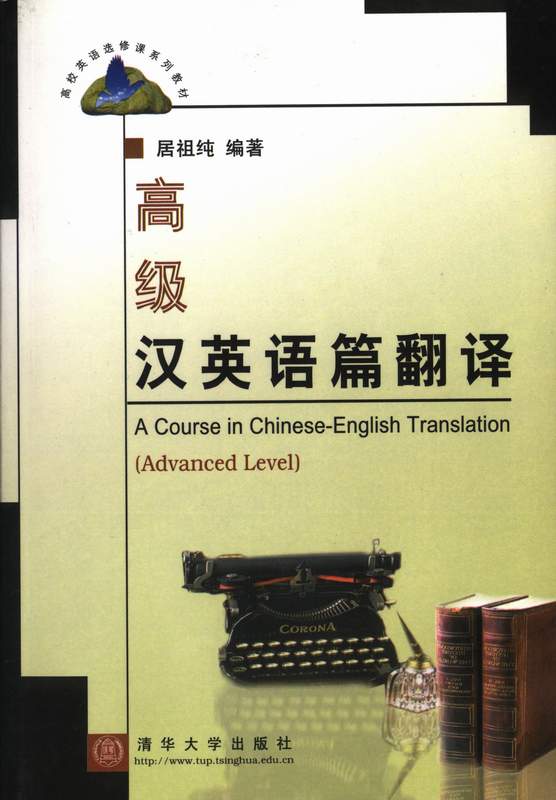 高校英语选修课系列教材
居祖纯 编著
高级
汉英语篇翻译
A Course in Chinese-English Translation
(Advanced Level)
CORONA
清华大学出版社
http://www.tup.tsinghua.edu.cn